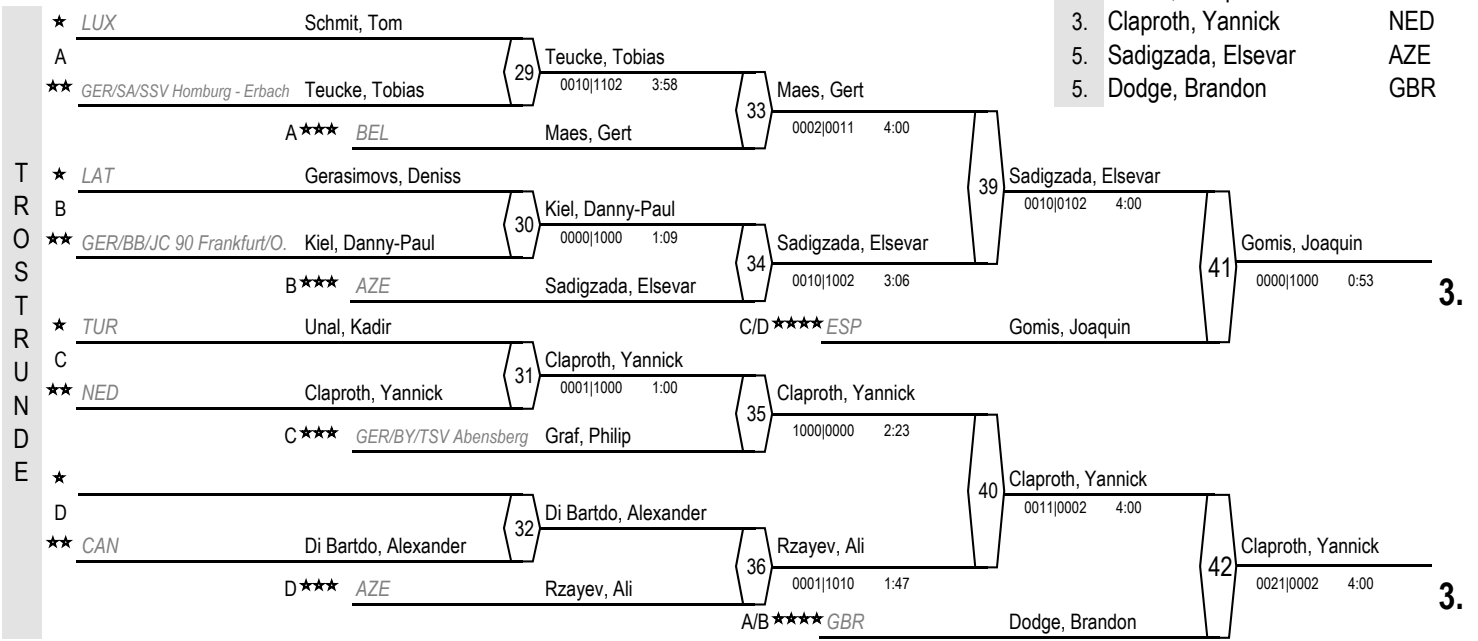 3. Claproth, Yannick NED
5. Sadigzada, Elsevar AZE
5. Dodge, Brandon GBR
TROSTRUNDE
★ LUX Schmit, Tom
A
29 Teucke, Tobias
0010|1102 3:58
★★ GER/SA/SSV Homburg - Erbach Teucke, Tobias
33 Maes, Gert
0002|0011 4:00
A★★★ BEL Maes, Gert
★ LAT Gerasimovs, Deniss
39 Sadigzada, Elsevar
0010|0102 4:00
B
30 Kiel, Danny-Paul
0000|1000 1:09
★★ GER/BB/JC 90 Frankfurt/O. Kiel, Danny-Paul
34 Sadigzada, Elsevar
0010|1002 3:06
41 Gomis, Joaquin
0000|1000 0:53
3.
B★★★ AZE Sadigzada, Elsevar
★ TUR Unal, Kadir
C/D★★★★ ESP Gomis, Joaquin
C
31 Claproth, Yannick
0001|1000 1:00
★★ NED Claproth, Yannick
35 Claproth, Yannick
1000|0000 2:23
C★★★ GER/BY/TSV Abensberg Graf, Philip
★
40 Claproth, Yannick
0011|0002 4:00
D
32 Di Bartdo, Alexander
★★ CAN Di Bartdo, Alexander
36 Rzayev, Ali
0001|1010 1:47
42 Claproth, Yannick
0021|0002 4:00
3.
D★★★ AZE Rzayev, Ali
A/B★★★★ GBR Dodge, Brandon